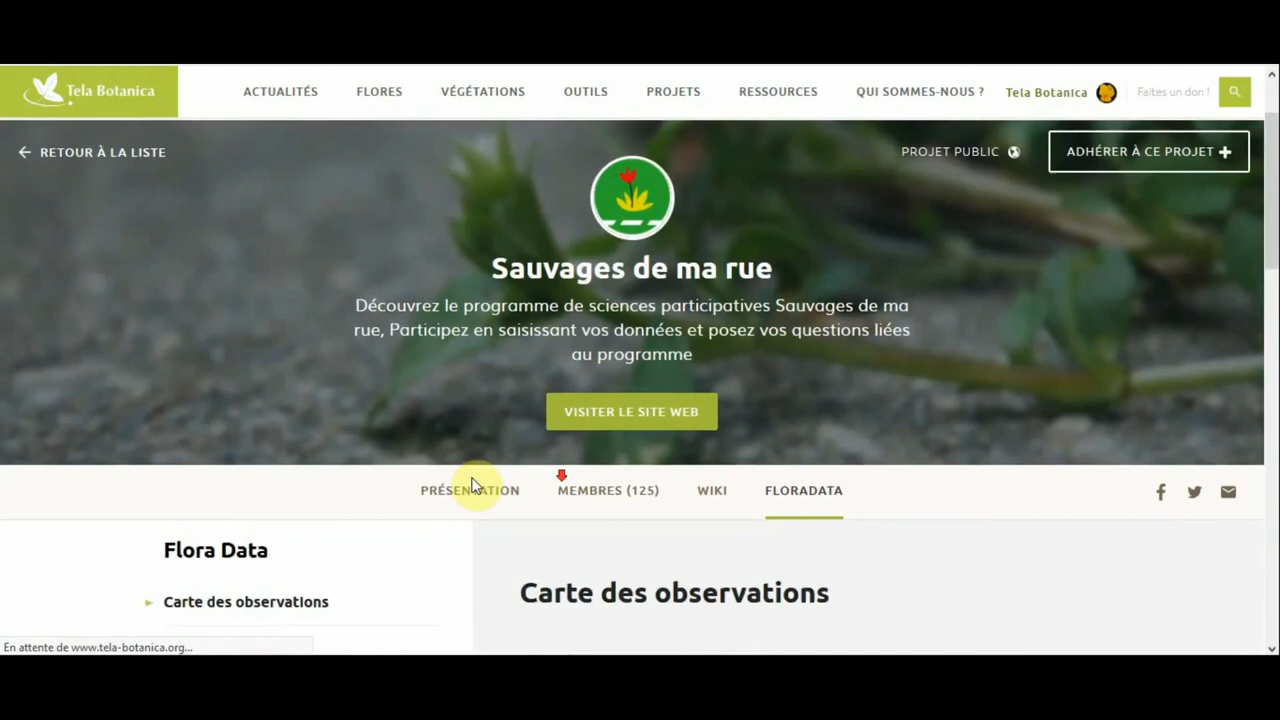 Tela Botanica
ACTUALITÉS FLORES VÉGÉTATIONS OUTILS PROJETS RESSOURCES QUI SOMMES-NOUS ? Tela Botanica Faites un don !
RETOUR À LA LISTE
PROJET PUBLIC
ADHÉRER À CE PROJET
Sauvages de ma rue
Découvrez le programme de sciences participatives Sauvages de ma
rue, Participez en saisissant vos données et posez vos questions liées
au programme
VISITER LE SITE WEB
PRÉSENTATION MEMBRES (125) WIKI FLORADATA
Flora Data
Carte des observations
Carte des observations
En attente de www.tela-botanica.org...